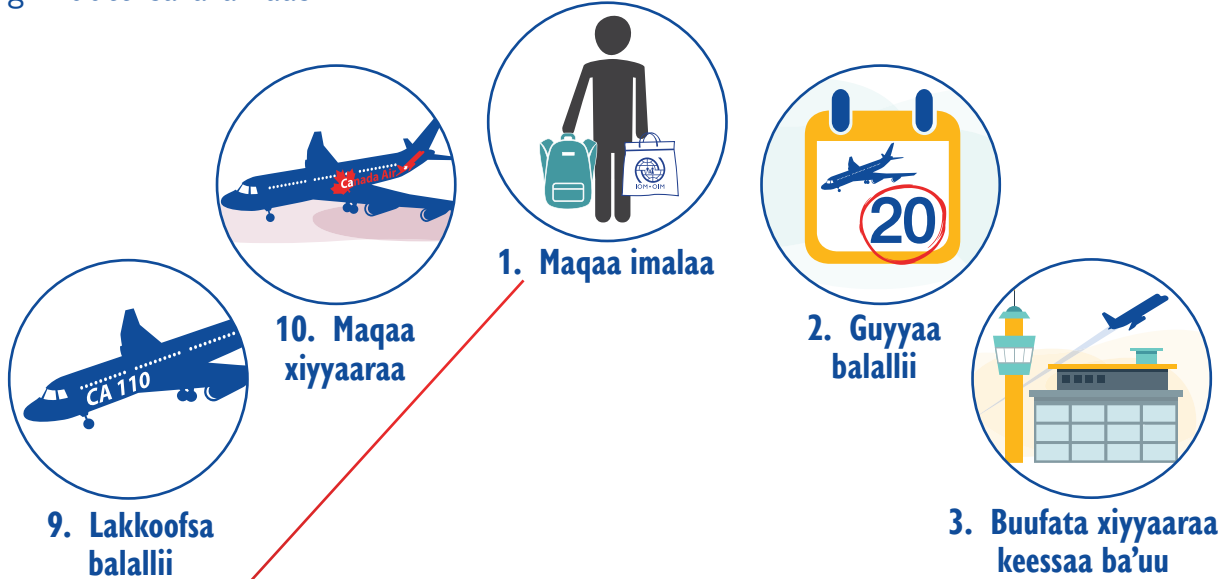 Canada Air
IOM•OIM
20
1. Maqaa imalaa
10. Maqaa
xiyyaaraa
2. Guyyaa
balallii
CA 110
9. Lakkoofsa
balallii
3. Buufata xiyyaaraa
keessaa ba'uu